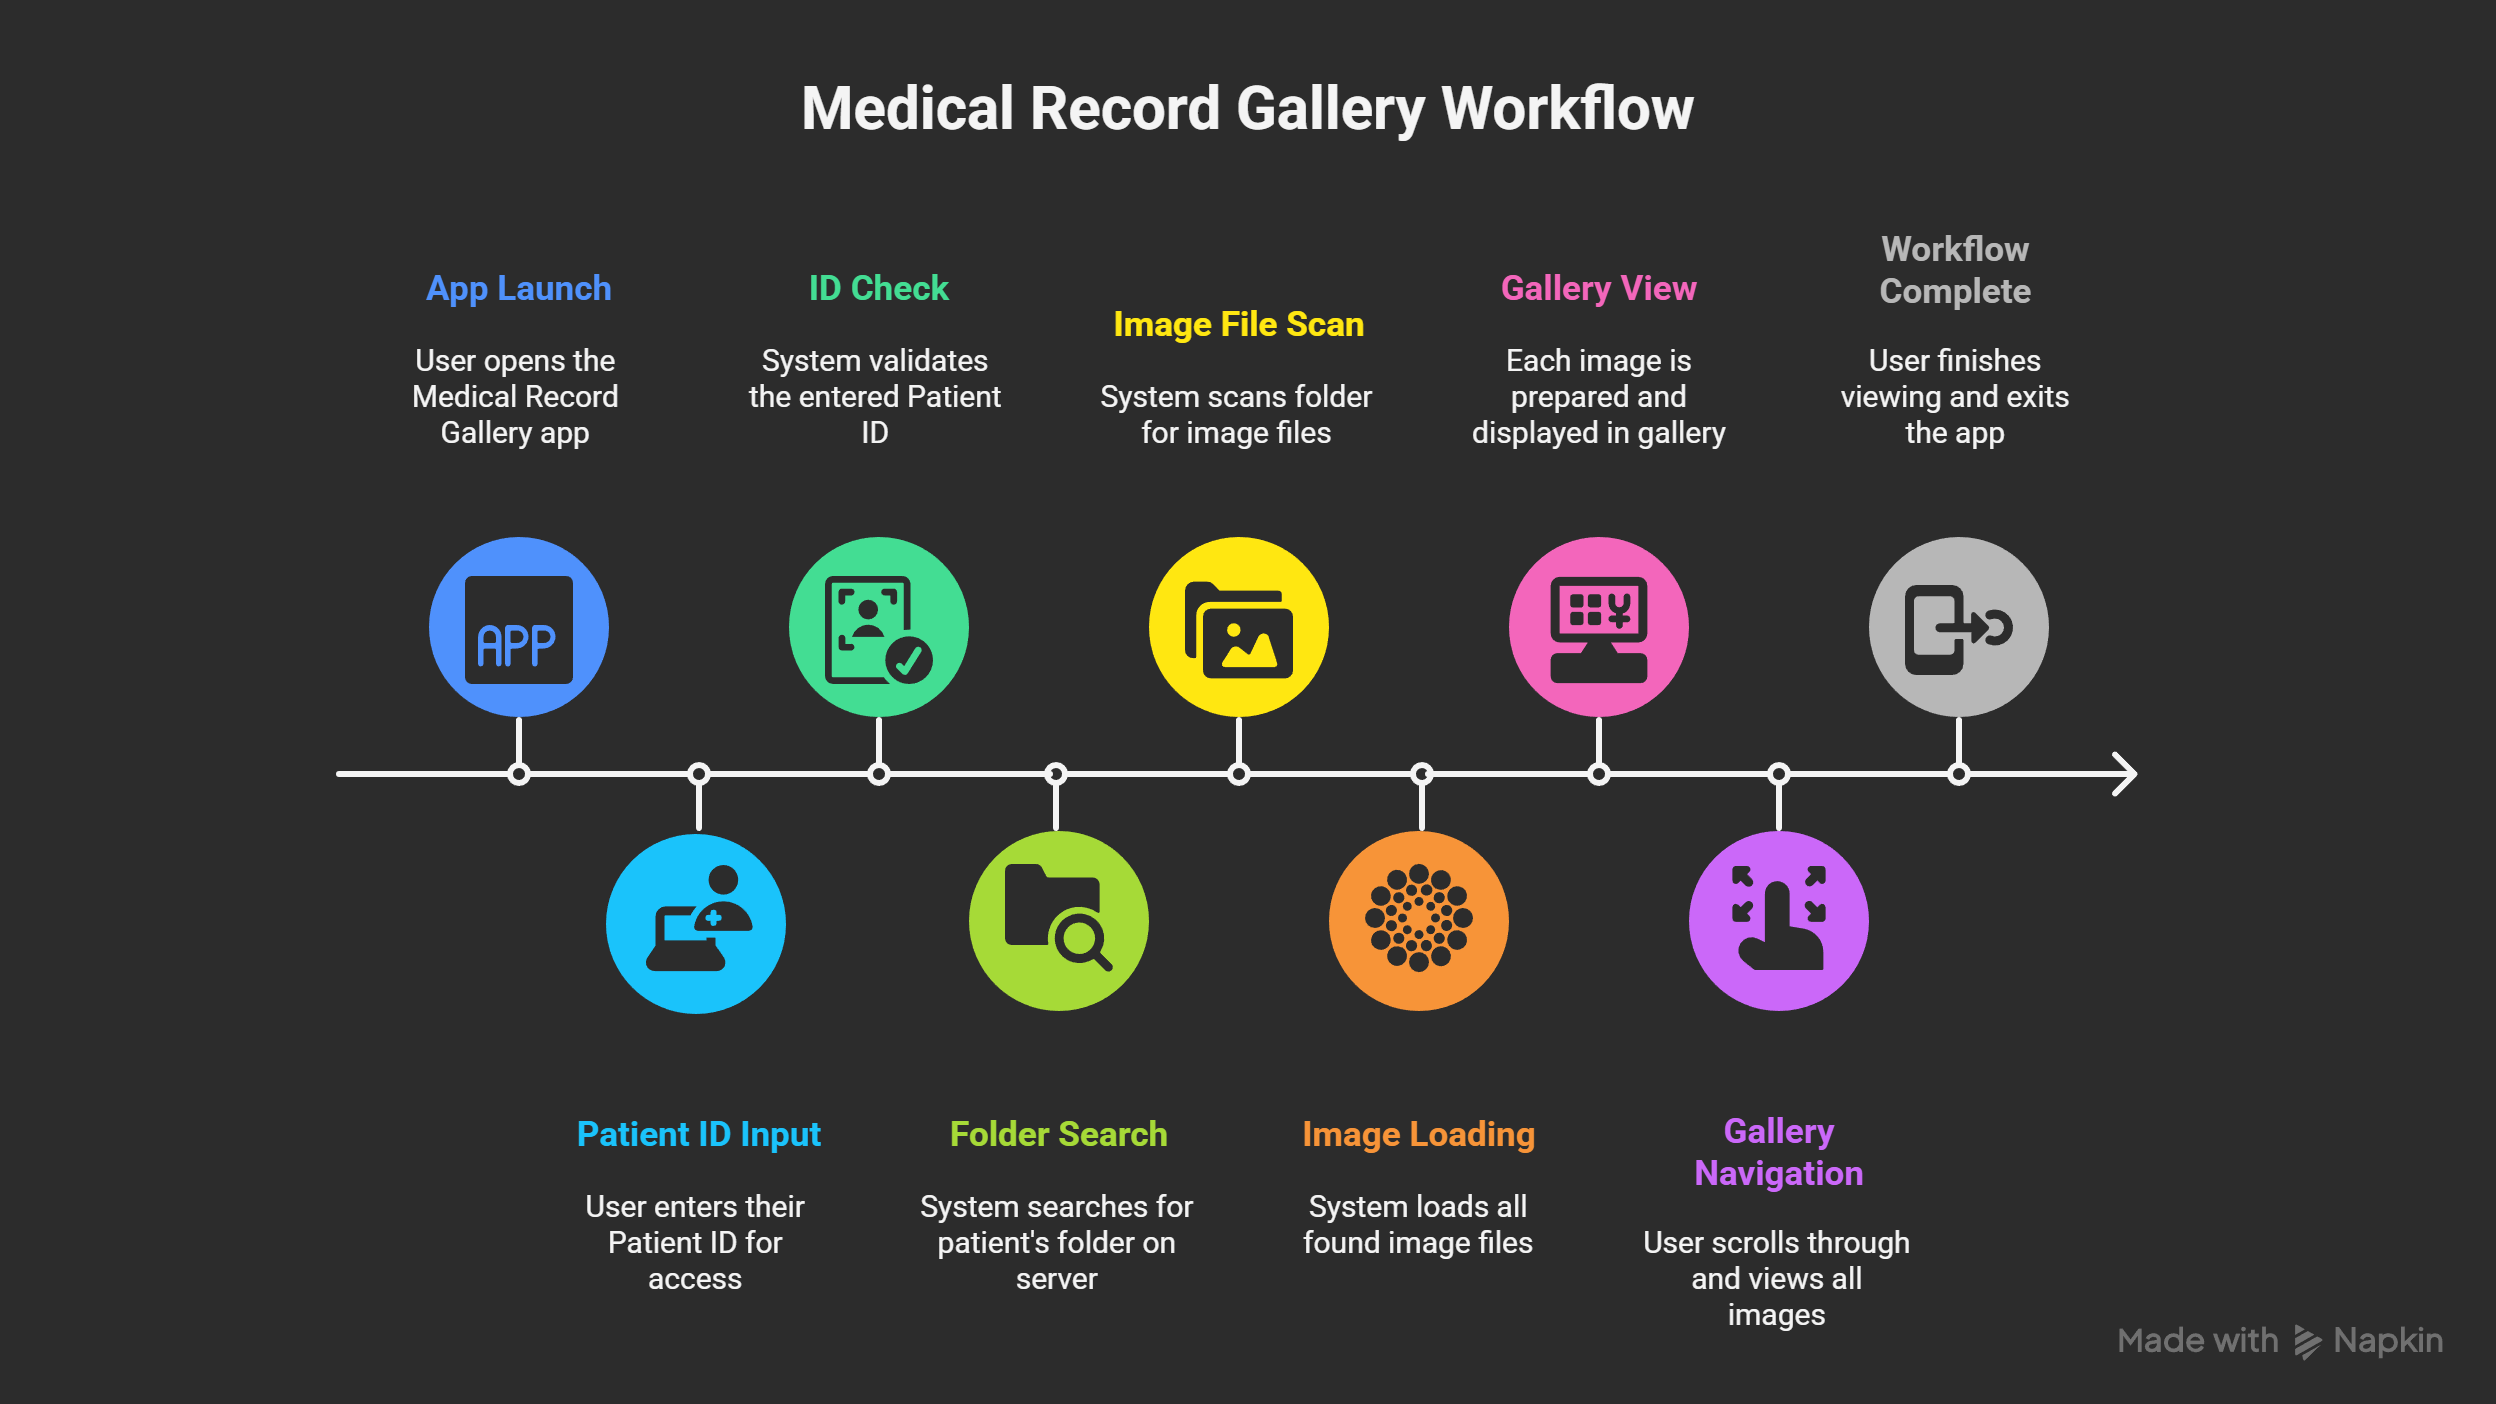 Medical Record Gallery Workflow
App Launch
User opens the
Medical Record
Gallery app
ID Check
System validates
the entered Patient
ID
Image File Scan
System scans folder
for image files
Gallery View
Each image is
prepared and
displayed in gallery
Workflow
Complete
User finishes
viewing and exits
the app
APP
Patient ID Input
User enters their
Patient ID for
access
Folder Search
System searches for
patient's folder on
server
Image Loading
System loads all
found image files
Gallery
Navigation
User scrolls through
and views all
images
Made with Napkin